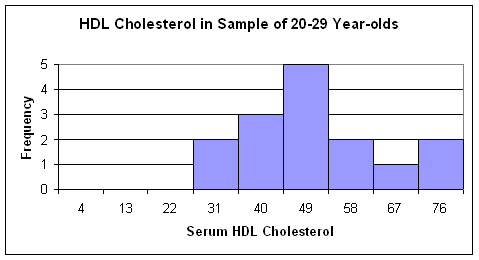 HDL Cholesterol in Sample of 20-29 Year-olds
5
4
3
2
1
0
Frequency
4 13 22 31 40 49 58 67 76
Serum HDL Cholesterol